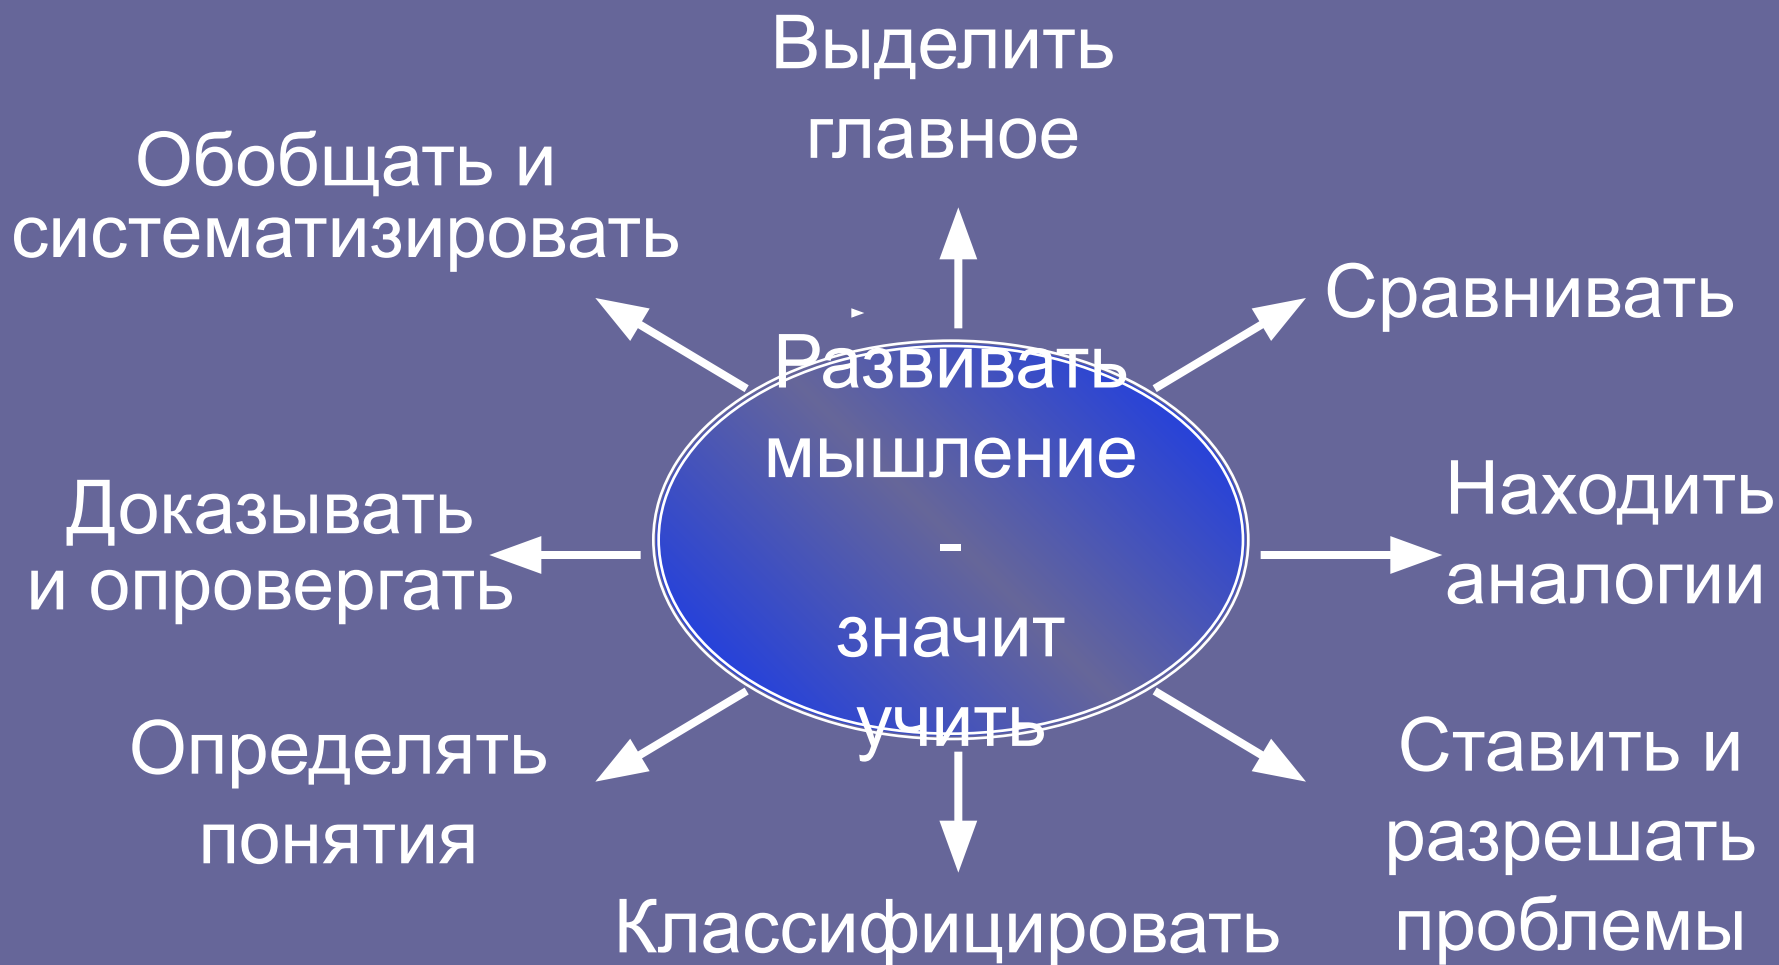 Выделить
главное
Обобщать и
систематизировать
Сравнивать
Развивать
мышление
-
значит
учить
Доказывать
и опровергать
Находить
аналогии
Определять
понятия
Ставить и
разрешать
проблемы
Классифицировать